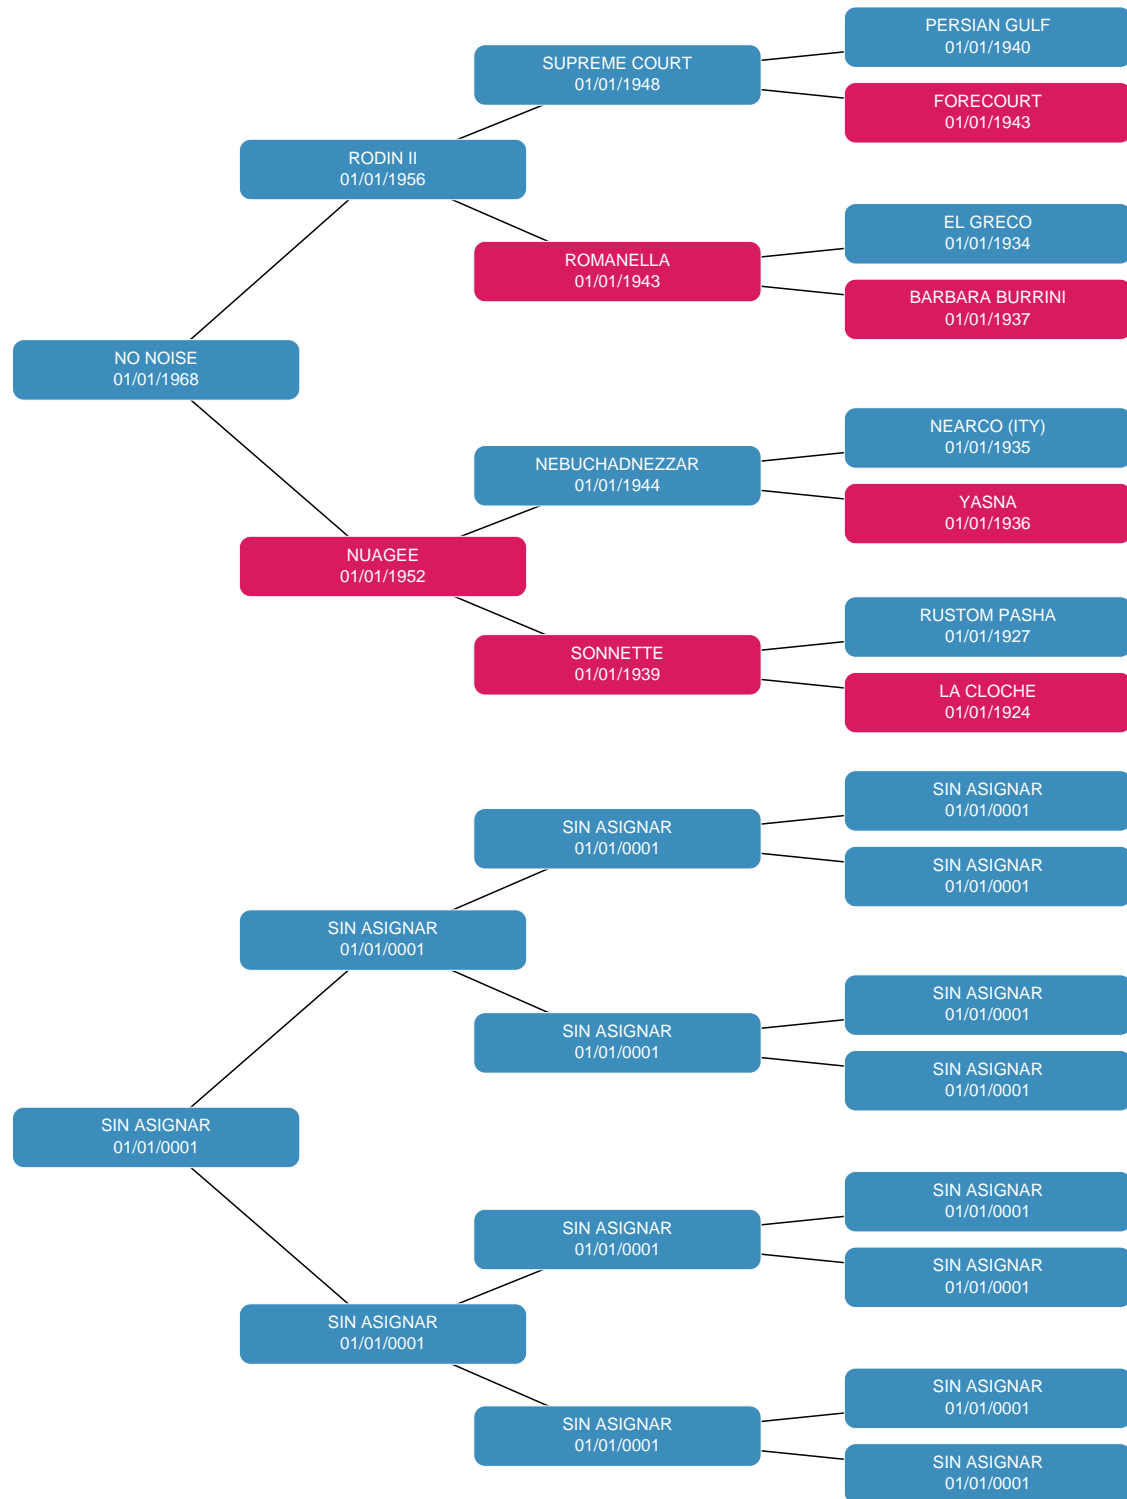 PERSIAN GULF
01/01/1940
SUPREME COURT
01/01/1948
FORECOURT
01/01/1943
RODIN II
01/01/1956
EL GRECO
01/01/1934
ROMANELLA
01/01/1943
BARBARA BURRINI
01/01/1937
NO NOISE
01/01/1968
NEARCO (ITY)
01/01/1935
NEBUCHADNEZZAR
01/01/1944
YASNA
01/01/1936
NUAGEE
01/01/1952
RUSTOM PASHA
01/01/1927
SONNETTE
01/01/1939
LA CLOCHE
01/01/1924
SIN ASIGNAR
01/01/0001
SIN ASIGNAR
01/01/0001
SIN ASIGNAR
01/01/0001
SIN ASIGNAR
01/01/0001
SIN ASIGNAR
01/01/0001
SIN ASIGNAR
01/01/0001
SIN ASIGNAR
01/01/0001
SIN ASIGNAR
01/01/0001
SIN ASIGNAR
01/01/0001
SIN ASIGNAR
01/01/0001
SIN ASIGNAR
01/01/0001
SIN ASIGNAR
01/01/0001
SIN ASIGNAR
01/01/0001
SIN ASIGNAR
01/01/0001
SIN ASIGNAR
01/01/0001